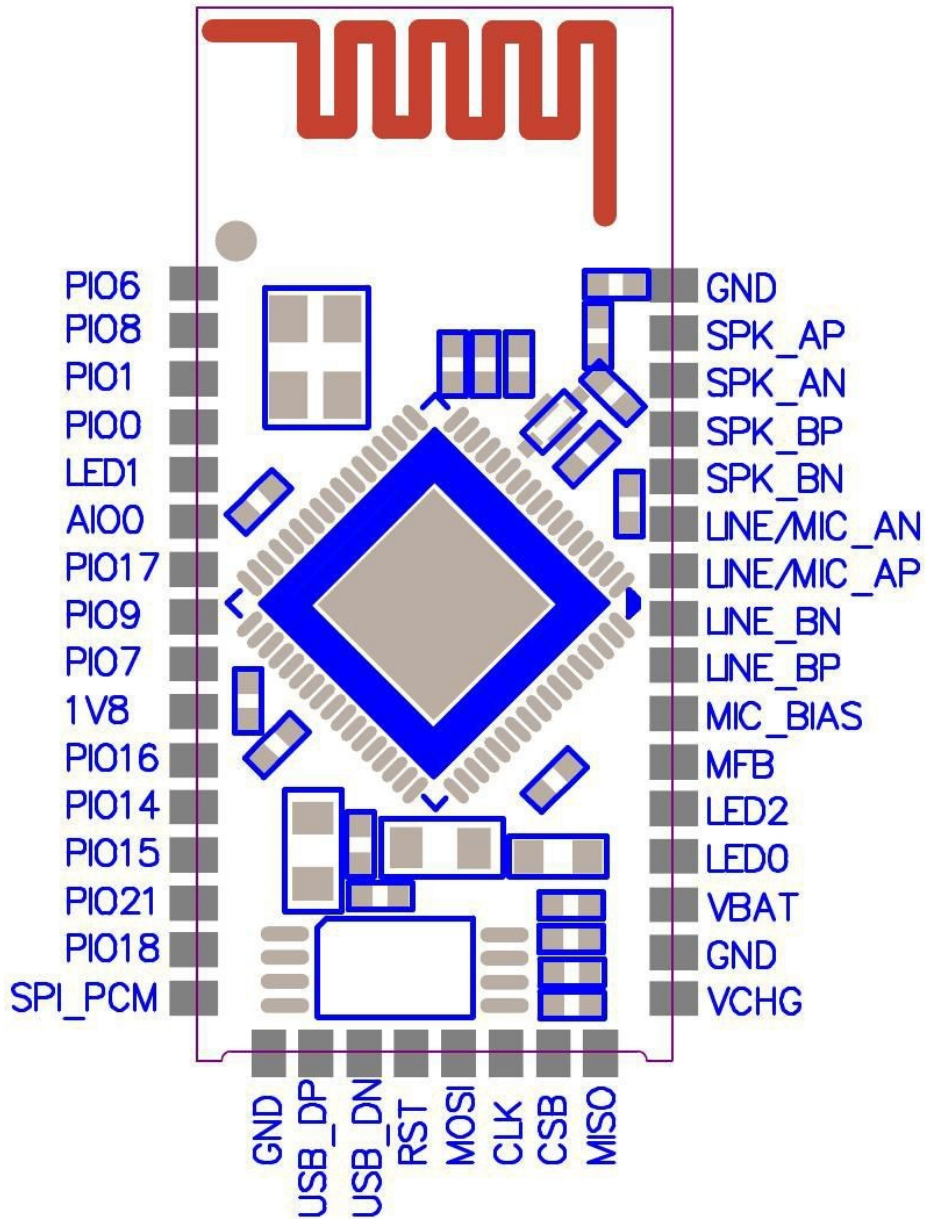 PIO6
PIO8
PIO1
PIO0
LED1
AIO0
PIO17
PIO9
PIO7
1V8
PIO16
PIO14
PIO15
PIO21
PIO18
SPI_PCM
GND
USB_DP
USB_DN
RST
MOSI
CLK
CSB
MISO
GND
SPK_AP
SPK_AN
SPK_BP
SPK_BN
LINE/MIC_AN
LINE/MIC_AP
LINE_BN
LINE_BP
MIC_BIAS
MFB
LED2
LED0
VBAT
GND
VCHG